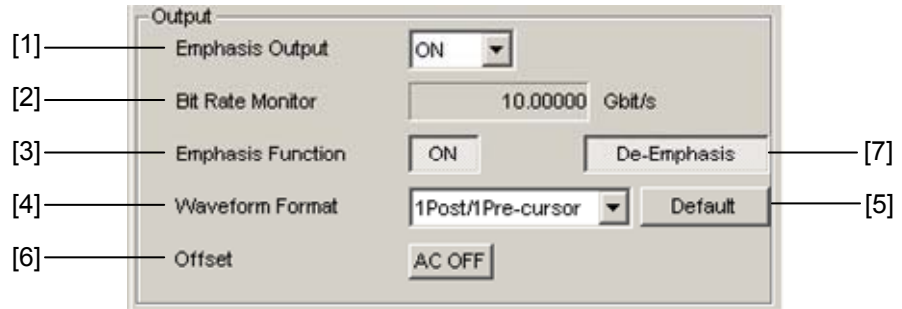 Output
[1] Emphasis Output ON
[2] Bit Rate Monitor 10.00000 Gbit/s
[3] Emphasis Function ON De-Emphasis [7]
[4] Waveform Format 1Post/1Pre-cursor Default [5]
[6] Offset AC OFF